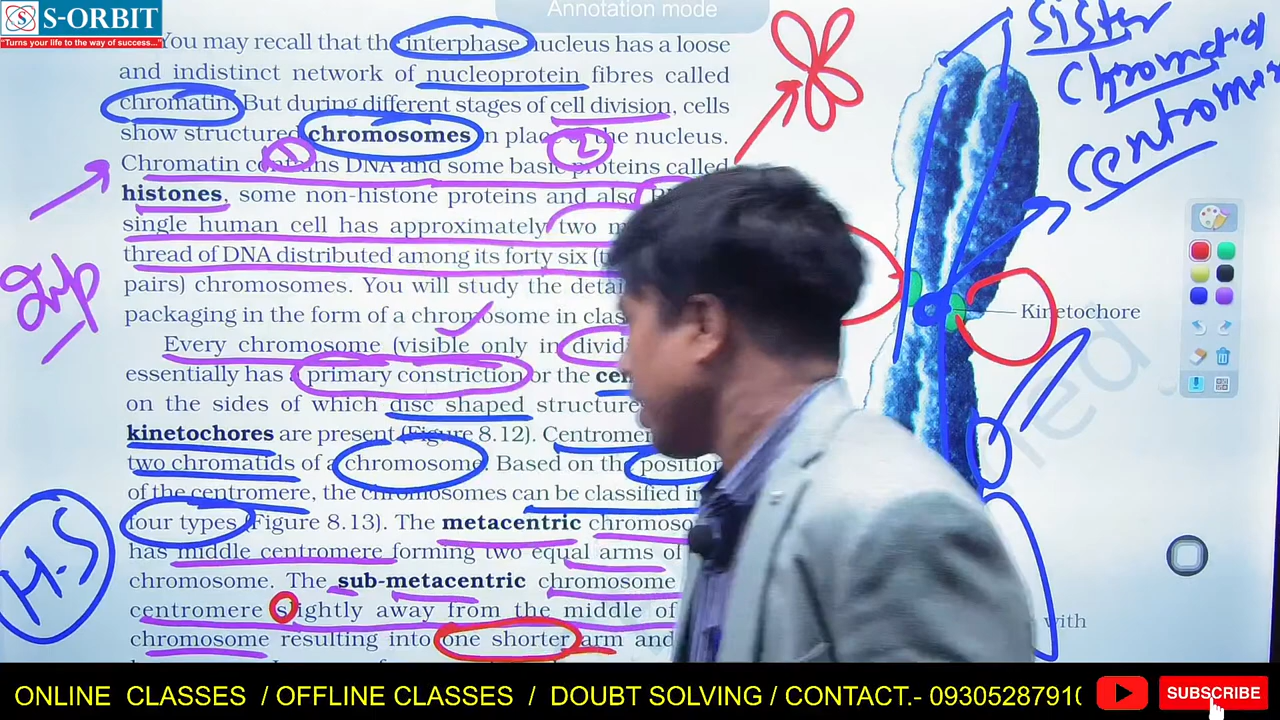 Annotation mode
S-ORBIT
"Turns your life to the way of success..."
You may recall that the interphase nucleus has a loose
and indistinct network of nucleoprotein fibres called
chromatin. But during different stages of cell division, cells
show structured chromosomes in place of the nucleus.
Chromatin contains DNA and some basic proteins called
histones, some non-histone proteins and also
single human cell has approximately two
thread of DNA distributed among its forty six
pairs) chromosomes. You will study the
packaging in the form of a chromosome in
Every chromosome (visible only in
essentially has a primary constriction or the
on the sides of which disc shaped
kinetochores are present (Figure 8.12).
two chromatids of a chromosome. Based on the position
of the centromere, the chromosomes can be classified
four types (Figure 8.13). The metacentric
has middle centromere forming two equal arms of
chromosome. The sub-metacentric chromosome
centromere slightly away from the middle of
chromosome resulting into one shorter arm and
1
2
Imp
H.S
Sister
Chromatid
Kinetochore
with
ONLINE CLASSES / OFFLINE CLASSES / DOUBT SOLVING / CONTACT.- 0930528791
SUBSCRIBE